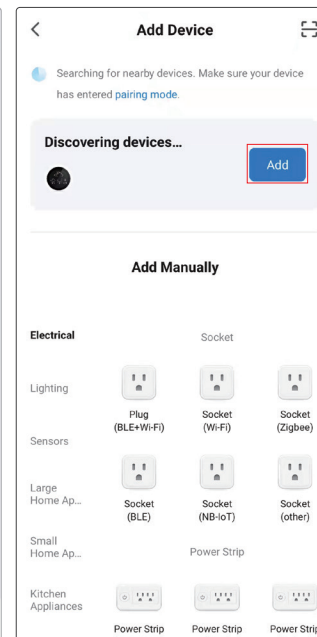 Add Device
Searching for nearby devices. Make sure your device
has entered pairing mode.
Discovering devices...
Add
Add Manually
Electrical
Socket
Lighting
Plug
(BLE+Wi-Fi)
Socket
(Wi-Fi)
Socket
(Zigbee)
Sensors
Large
Home Ap...
Socket
(BLE)
Socket
(NB-IoT)
Socket
(other)
Small
Home Ap...
Power Strip
Kitchen
Appliances
Power Strip
Power Strip
Power Strip